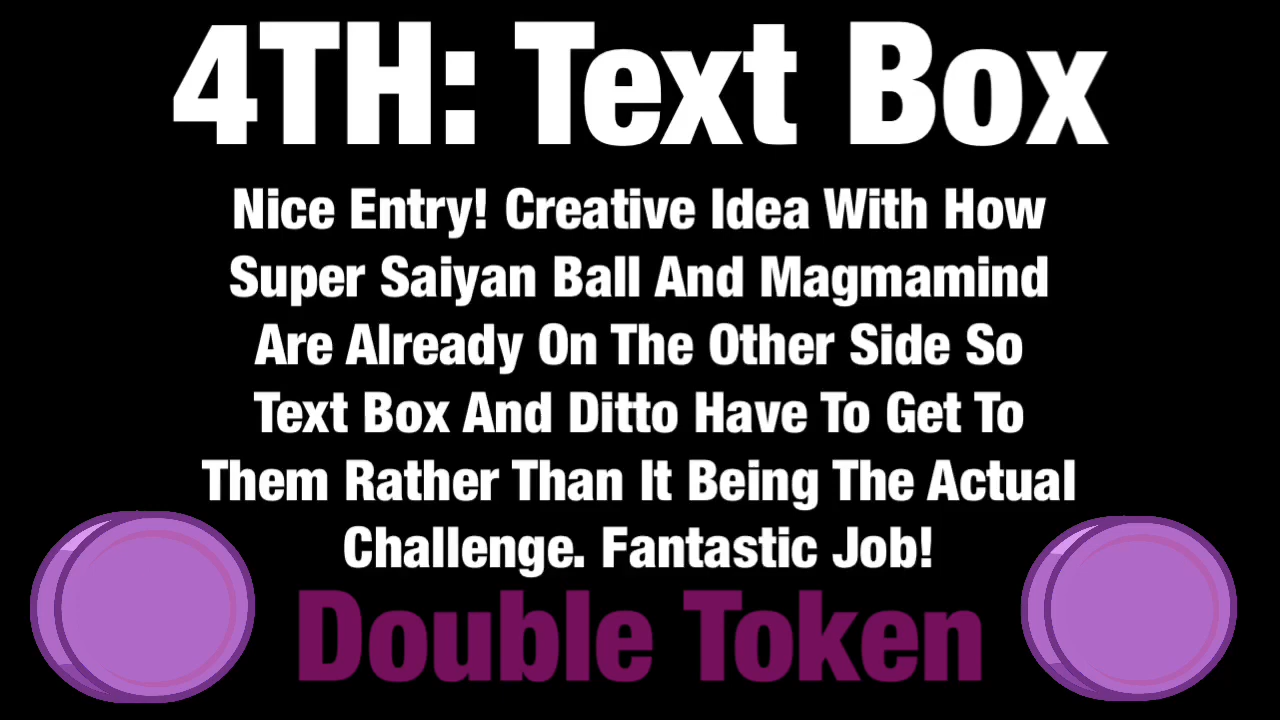 4TH: Text Box
Nice Entry! Creative Idea With How
Super Saiyan Ball And Magmamind
Are Already On The Other Side So
Text Box And Ditto Have To Get To
Them Rather Than It Being The Actual
Challenge. Fantastic Job!
Double Token